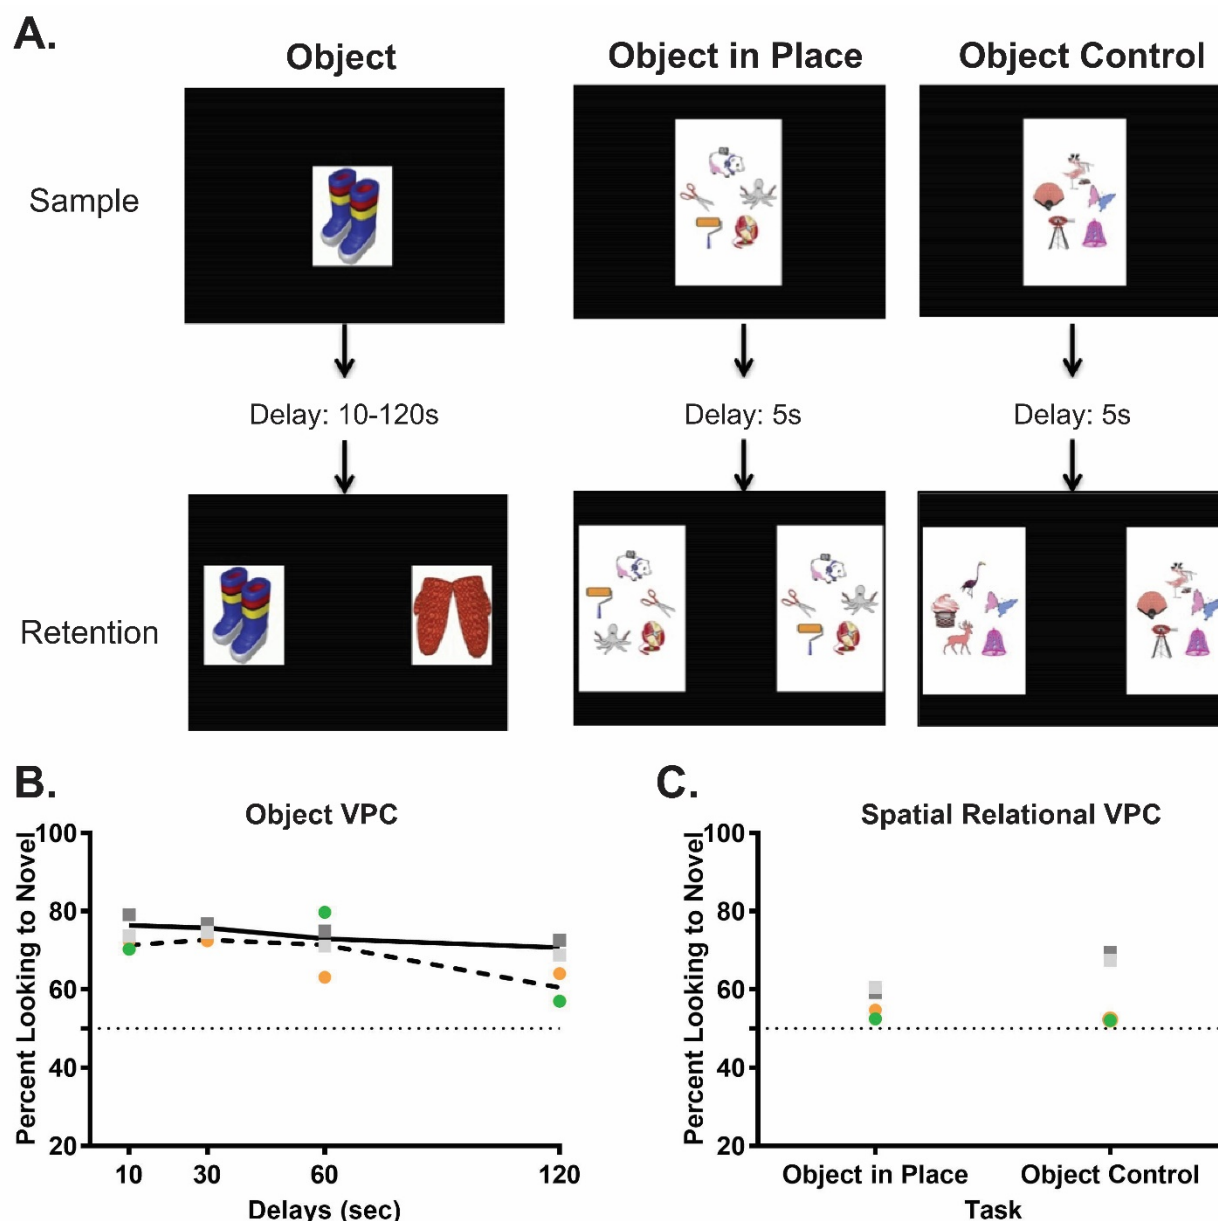 A.
Object
Object in Place
Object Control
Sample
Delay: 10-120s
Delay: 5s
Delay: 5s
Retention
B.
Object VPC
Percent Looking to Novel
100
80
60
40
20
10
30
60
120
Delays (sec)
C.
Spatial Relational VPC
Percent Looking to Novel
100
80
60
40
20
Object in Place
Object Control
Task